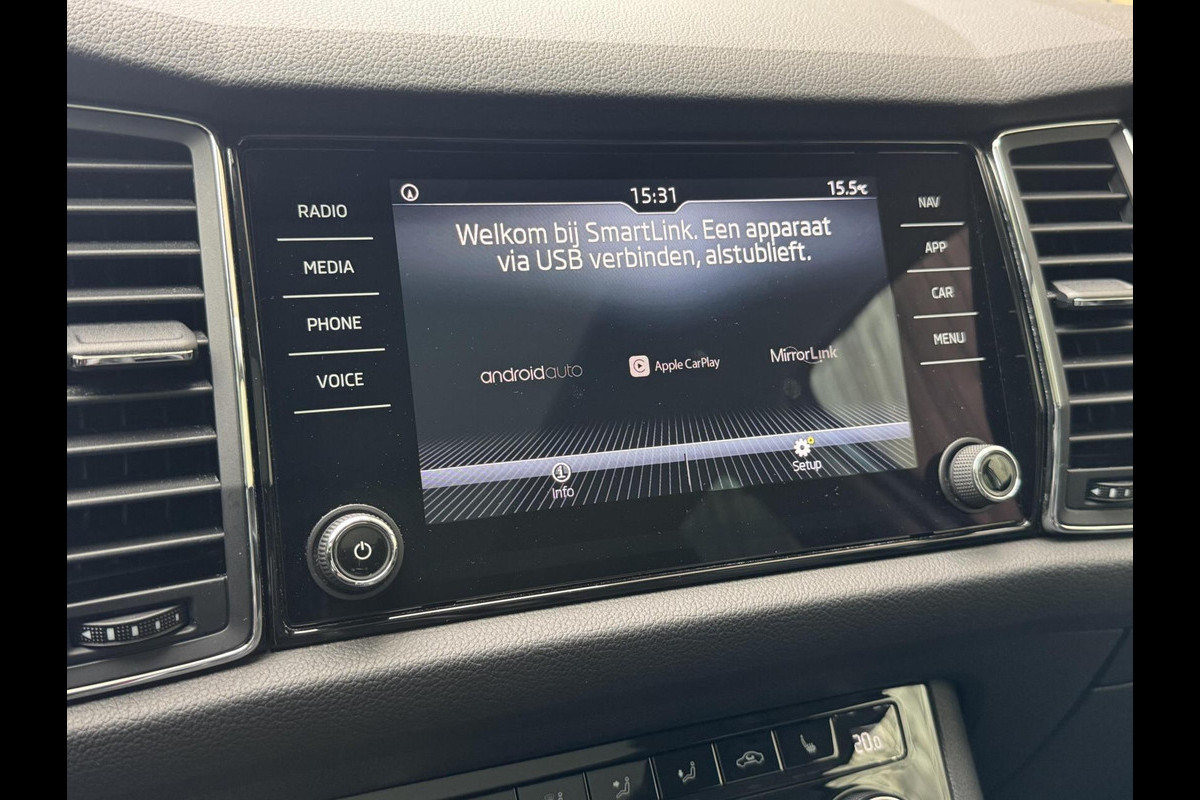 15:31
15.5°C
RADIO
MEDIA
PHONE
VOICE
Welkom bij SmartLink. Een apparaat
via USB verbinden, alstublieft.
androidauto
Apple CarPlay
MirrorLink
Info
Setup
NAV
APP
CAR
MENU
20.0